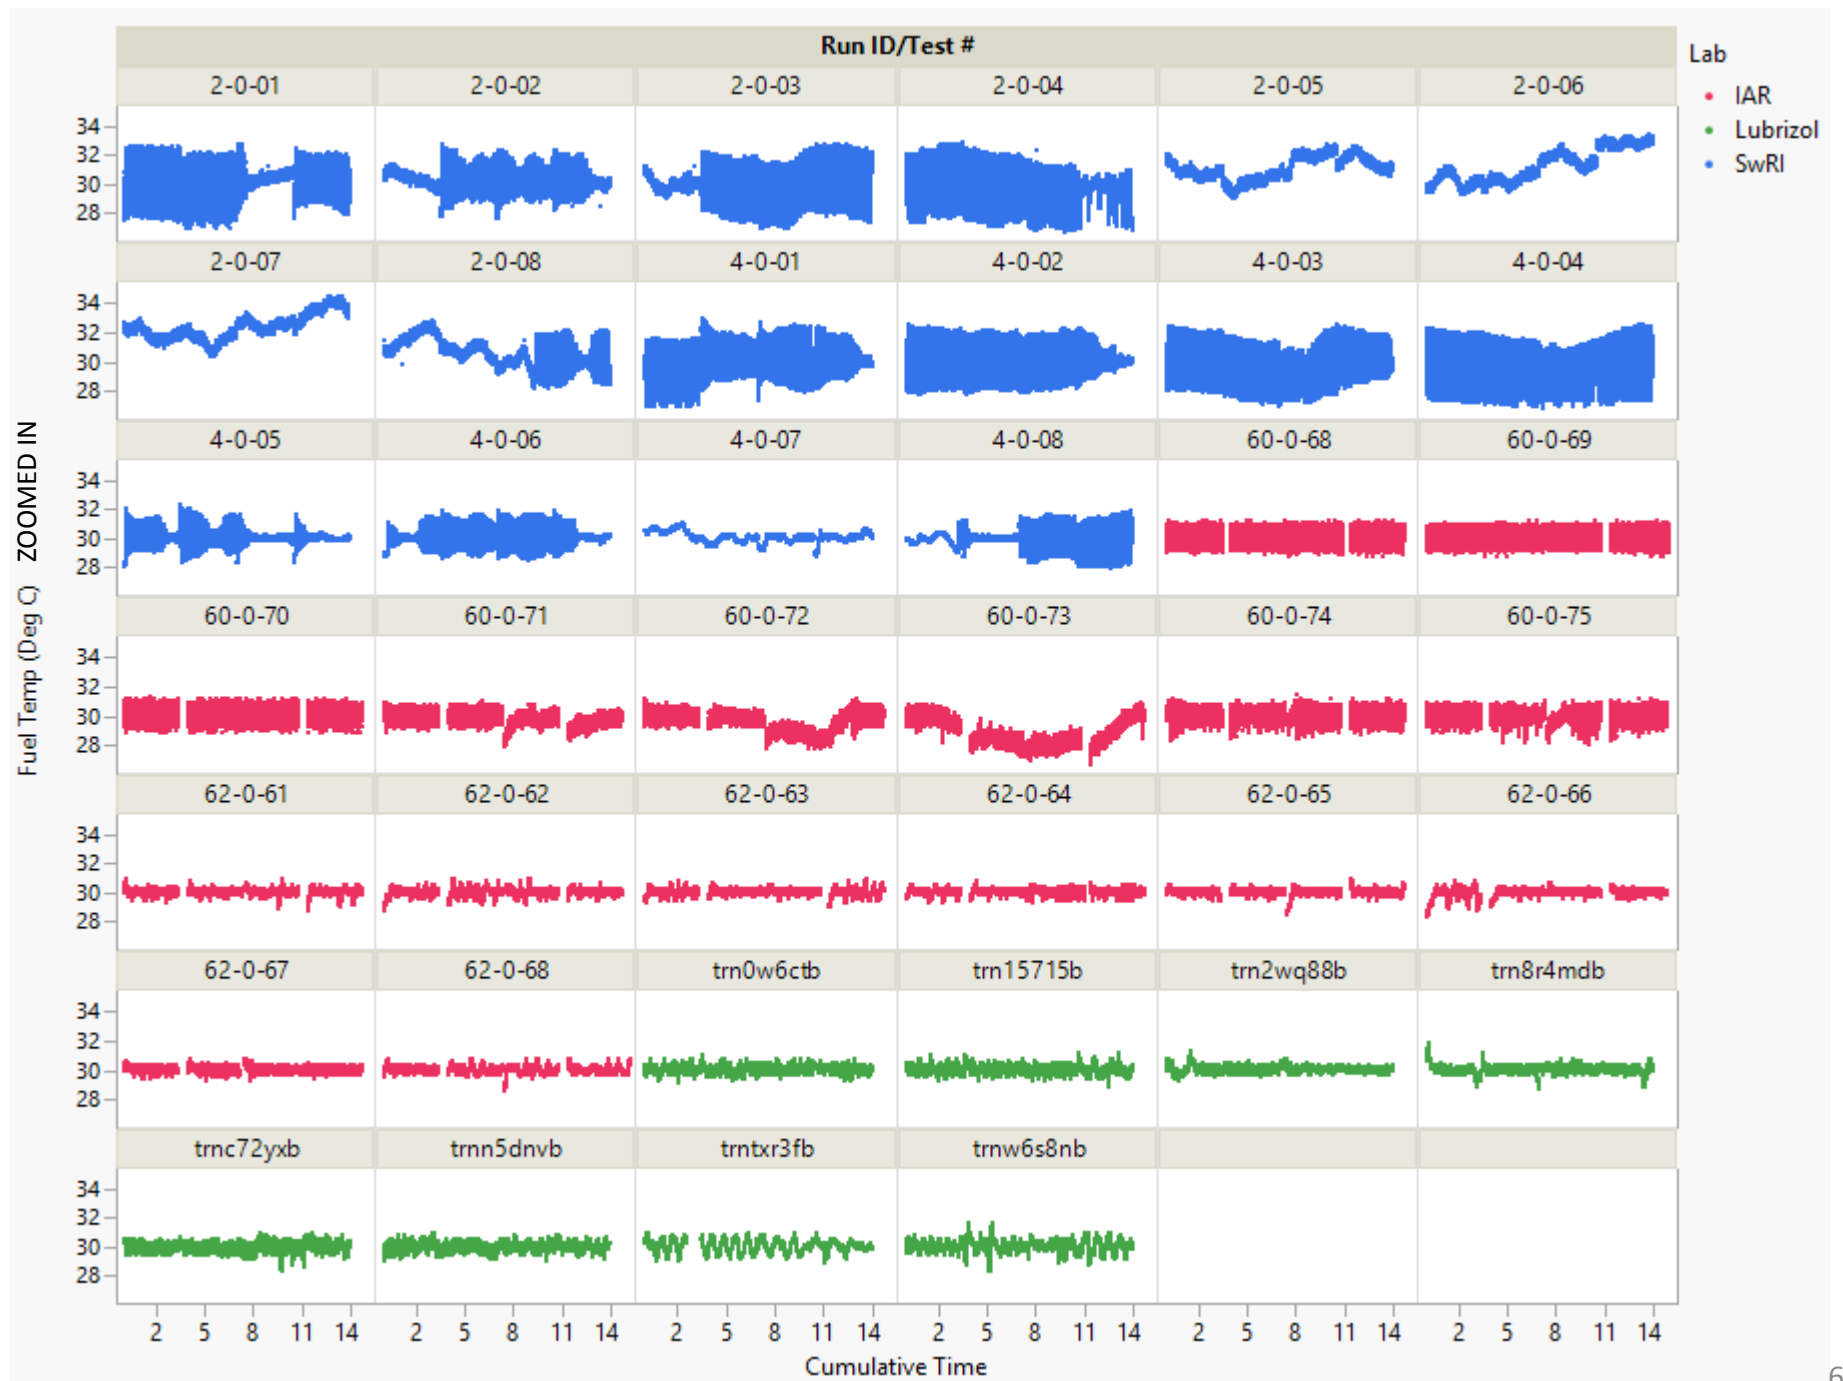 Run ID/Test #
2-0-01 2-0-02 2-0-03 2-0-04 2-0-05 2-0-06
34
32
30
28
2-0-07 2-0-08 4-0-01 4-0-02 4-0-03 4-0-04
34
32
30
28
4-0-05 4-0-06 4-0-07 4-0-08 60-0-68 60-0-69
34
32
30
28
60-0-70 60-0-71 60-0-72 60-0-73 60-0-74 60-0-75
34
32
30
28
62-0-61 62-0-62 62-0-63 62-0-64 62-0-65 62-0-66
34
32
30
28
62-0-67 62-0-68 trn0w6ctb trn15715b trn2wq88b trn8r4mdb
34
32
30
28
trnc72yxb trnn5dnvb trntxr3fb trnw6s8nb
34
32
30
28
2 5 8 11 14 2 5 8 11 14 2 5 8 11 14 2 5 8 11 14 2 5 8 11 14 2 5 8 11 14
Cumulative Time
Fuel Temp (Deg C) ZOOMED IN
Lab
IAR
Lubrizol
SwRI
6